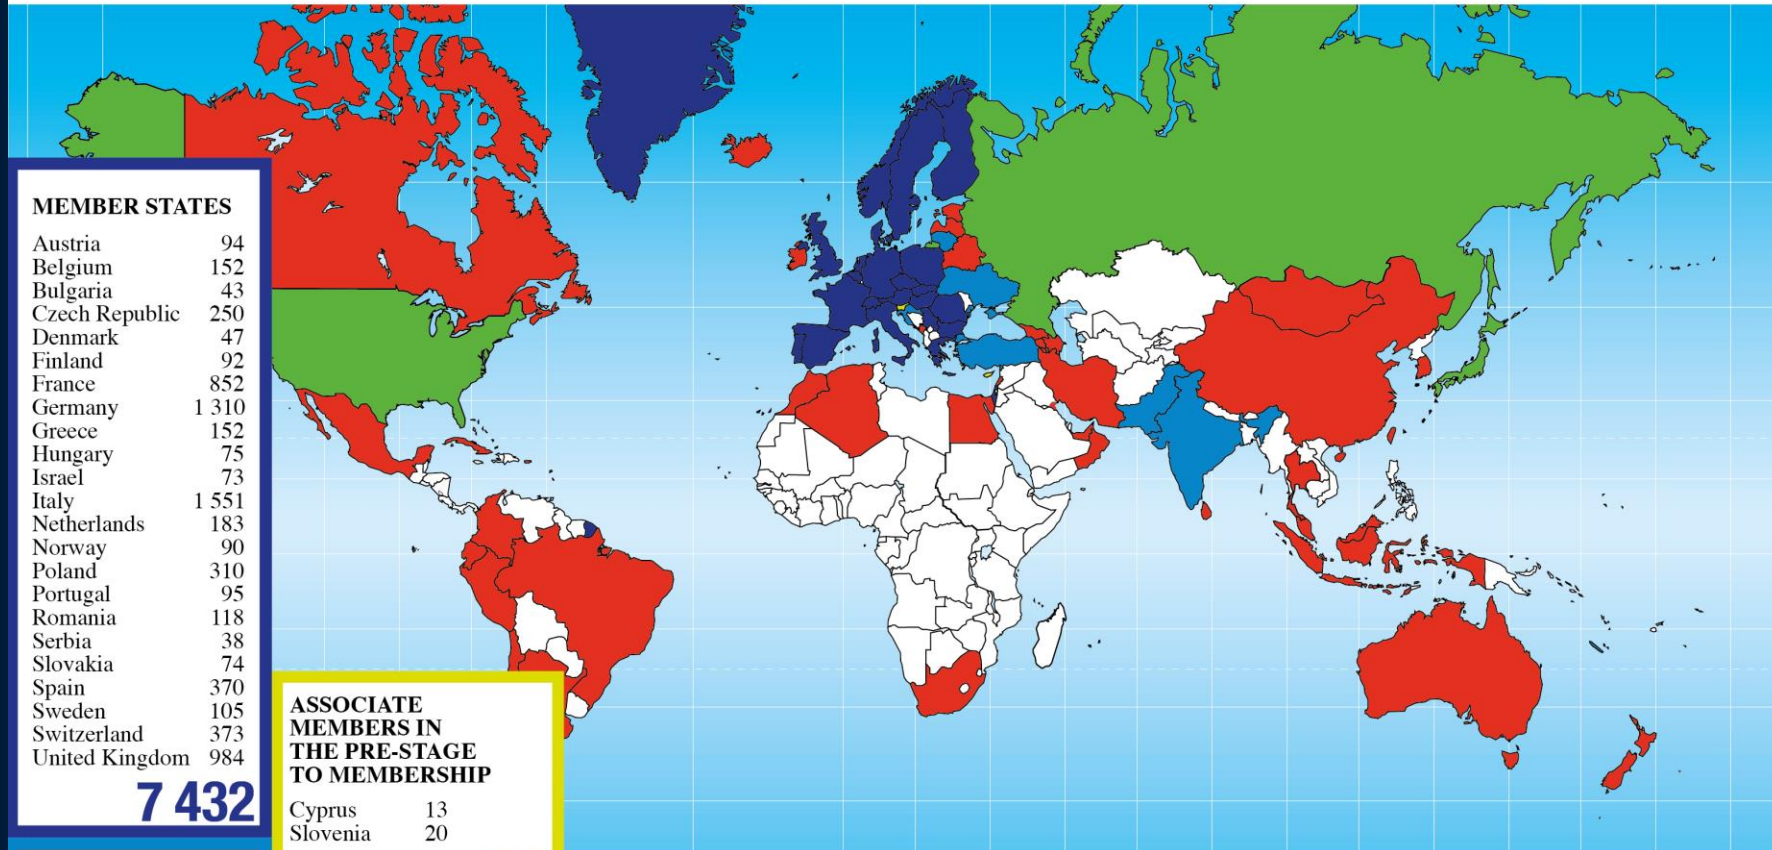 MEMBER STATES
Austria 94
Belgium 152
Bulgaria 43
Czech Republic 250
Denmark 47
Finland 92
France 852
Germany 1 310
Greece 152
Hungary 75
Israel 73
Italy 1 551
Netherlands 183
Norway 90
Poland 310
Portugal 95
Romania 118
Serbia 38
Slovakia 74
Spain 370
Sweden 105
Switzerland 373
United Kingdom 984
7 432
ASSOCIATE
MEMBERS IN
THE PRE-STAGE
TO MEMBERSHIP
Cyprus 13
Slovenia 20